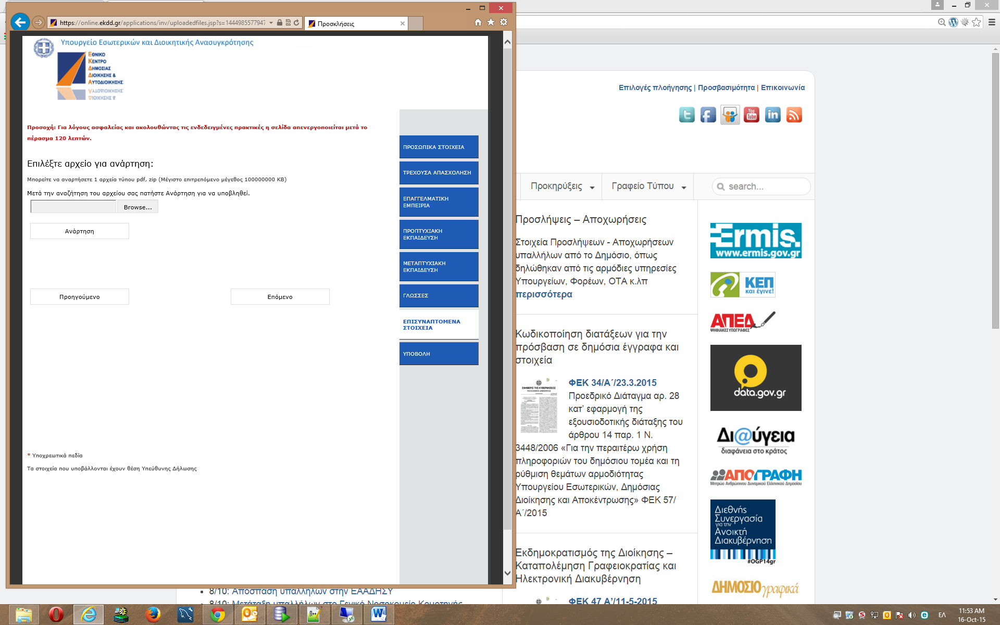 https://online.ekdd.gr/applications/inv/uploadedfiles.jsp?s=1444985577947
Προσκλήσεις
Υπουργείο Εσωτερικών και Διοικητικής Ανασυγκρότησης
ΕΘΝΙΚΟ
ΚΕΝΤΡΟ
ΔΗΜΟΣΙΑΣ
ΔΙΟΙΚΗΣΗΣ &
ΑΥΤΟΔΙΟΙΚΗΣΗΣ
Προσοχή: Για λόγους ασφαλείας και ακολουθώντας τις ενδεδειγμένες πρακτικές η σελίδα απενεργοποιείται μετά το
πέρασμα 120 λεπτών.
Επιλέξτε αρχείο για ανάρτηση:
Μπορείτε να αναρτήσετε 1 αρχεία τύπου pdf, zip (Μέγιστο επιτρεπόμενο μέγεθος 100000000 KB)
Μετά την αναζήτηση του αρχείου σας πατήστε Ανάρτηση για να υποβληθεί.
Browse...
Ανάρτηση
Προηγούμενο
Επόμενο
* Υποχρεωτικά πεδία
Τα στοιχεία που υποβάλλονται έχουν θέση Υπεύθυνης Δήλωσης
ΠΡΟΣΩΠΙΚΑ ΣΤΟΙΧΕΙΑ
ΤΡΕΧΟΥΣΑ ΑΠΑΣΧΟΛΗΣΗ
ΕΠΑΓΓΕΛΜΑΤΙΚΗ
ΕΜΠΕΙΡΙΑ
ΠΡΟΠΤΥΧΙΑΚΗ
ΕΚΠΑΙΔΕΥΣΗ
ΜΕΤΑΠΤΥΧΙΑΚΗ
ΕΚΠΑΙΔΕΥΣΗ
ΓΛΩΣΣΕΣ
ΕΠΙΣΥΝΑΠΤΟΜΕΝΑ
ΣΤΟΙΧΕΙΑ
ΥΠΟΒΟΛΗ
Επιλογές πλοήγησης | Προσβασιμότητα | Επικοινωνία
You
Tube
Προκηρύξεις
Γραφείο Τύπου
search...
Προσλήψεις – Αποχωρήσεις
Στοιχεία Προσλήψεων - Αποχωρήσεων
υπαλλήλων από το Δημόσιο, όπως
δηλώθηκαν από τις αρμόδιες υπηρεσίες
Υπουργείων, Φορέων, ΟΤΑ κ.λπ
περισσότερα
Κωδικοποίηση διατάξεων για την
πρόσβαση σε δημόσια έγγραφα και
στοιχεία
ΕΦΗΜΕΡΙΣ ΤΗΣ ΚΥΒΕΡΝΗΣΕΩΣ
ΦΕΚ 34/Α΄/23.3.2015
Προεδρικό Διάταγμα αρ. 28
κατ' εφαρμογή της
εξουσιοδοτικής διάταξης του
άρθρου 14 παρ. 1 Ν.
3448/2006 «Για την περαιτέρω χρήση
πληροφοριών του δημόσιου τομέα και τη
ρύθμιση θεμάτων αρμοδιότητας
Υπουργείου Εσωτερικών, Δημόσιας
Διοίκησης και Αποκέντρωσης» ΦΕΚ 57/
Α΄/2015
Εκδημοκρατισμός της Διοίκησης –
Καταπολέμηση Γραφειοκρατίας και
Ηλεκτρονική Διακυβέρνηση
ΦΕΚ 47 Α'/11-5-2015
Ermis.
www.ermis.gov.gr
ΚΕΠ
και έγινε!
ΑΠΕΔ
ΨΗΦΙΑΚΕΣ ΥΠΟΓΡΑΦΕΣ
data.gov.gr
Δι@ύγεια
διαφάνεια στο κράτος
ΑΠΟΓΡΑΦΗ
Μητρώο Ανθρώπινου Δυναμικού Ελληνικού Δημοσίου
Διεθνής
Συνεργασία
για την
Ανοικτή
Διακυβέρνηση
#OGP14gr
ΔΗΜΟΣΙΟγραφικά
8/10: Απόσπαση υπαλλήλων στην ΕΑΑΔΗΣΥ
8/10: Μετάταξη υπαλλήλων στο Γενικό Νοσοκομείο Κομοτηνής
ΕΛ
11:53 AM
16-Oct-15